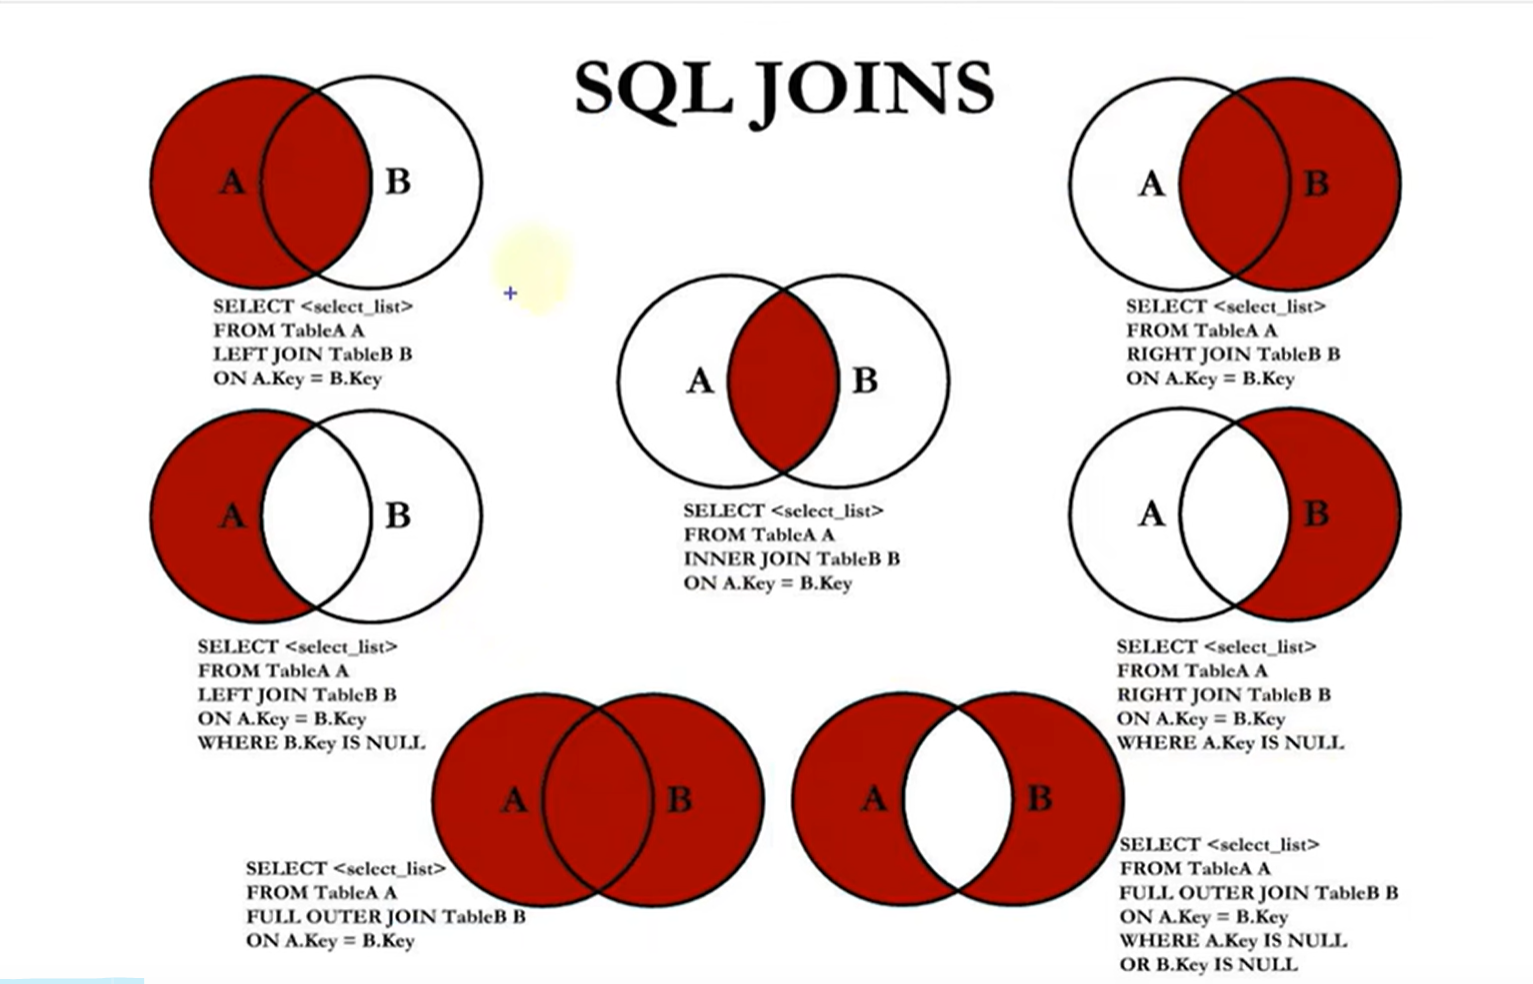 SQL JOINS
A B
SELECT <select_list>
FROM TableA A
LEFT JOIN TableB B
ON A.Key = B.Key
A B
SELECT <select_list>
FROM TableA A
RIGHT JOIN TableB B
ON A.Key = B.Key
A B
SELECT <select_list>
FROM TableA A
INNER JOIN TableB B
ON A.Key = B.Key
A B
SELECT <select_list>
FROM TableA A
LEFT JOIN TableB B
ON A.Key = B.Key
WHERE B.Key IS NULL
A B
SELECT <select_list>
FROM TableA A
RIGHT JOIN TableB B
ON A.Key = B.Key
WHERE A.Key IS NULL
A B
SELECT <select_list>
FROM TableA A
FULL OUTER JOIN TableB B
ON A.Key = B.Key
A B
SELECT <select_list>
FROM TableA A
FULL OUTER JOIN TableB B
ON A.Key = B.Key
WHERE A.Key IS NULL
OR B.Key IS NULL